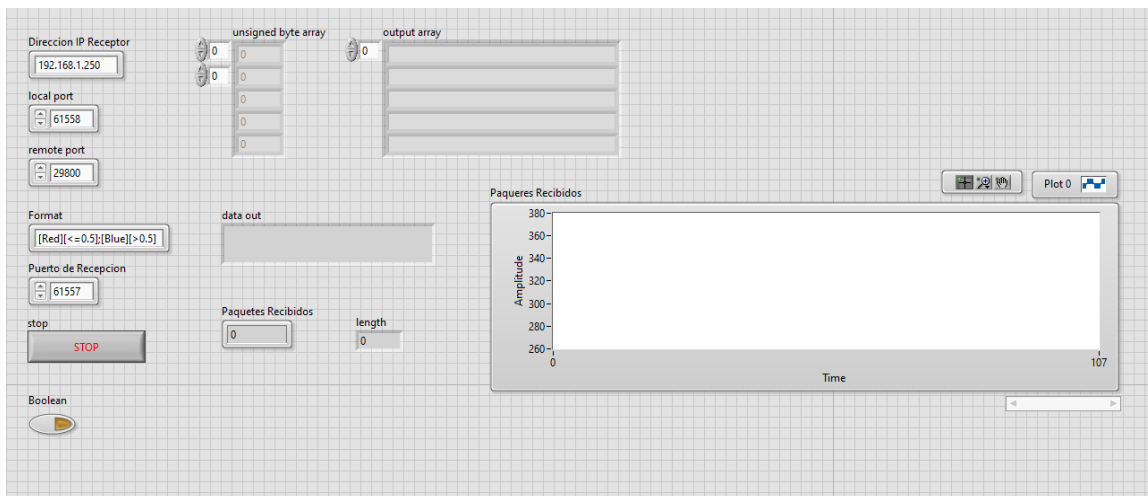 Direccion IP Receptor
192.168.1.250
local port
61558
remote port
29800
Format
[Red][<=0.5];[Blue][>0.5]
Puerto de Recepcion
61557
stop
STOP
Boolean
unsigned byte array
0
0
0
0
0
0
0
output array
0
data out
Paquetes Recibidos
0
length
0
Paqueres Recibidos
Plot 0
Amplitude
380
360
340
320
300
280
260
0
107
Time